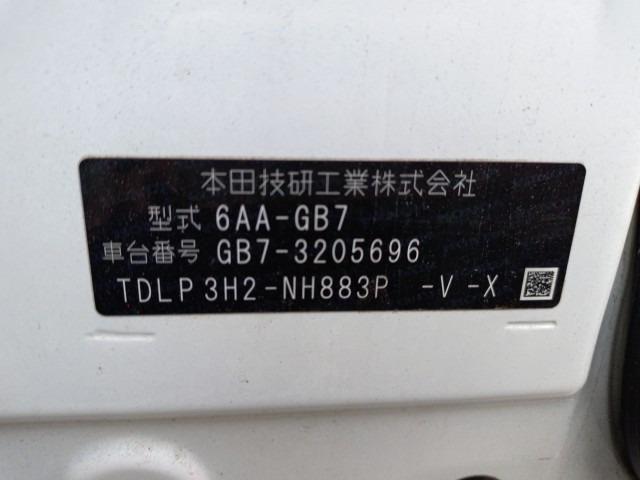 本田技研工業株式会社
型式 6AA-GB7
車台番号 GB7-3205696
TDLP 3H2-NH883P -V -X